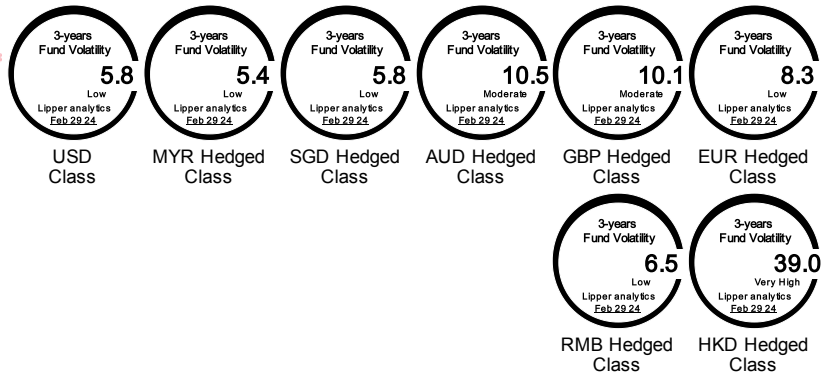 3-years
Fund Volatility
5.8
Low
Lipper analytics
Feb 29 24
USD
Class
3-years
Fund Volatility
5.4
Low
Lipper analytics
Feb 29 24
MYR Hedged
Class
3-years
Fund Volatility
5.8
Low
Lipper analytics
Feb 29 24
SGD Hedged
Class
3-years
Fund Volatility
10.5
Moderate
Lipper analytics
Feb 29 24
AUD Hedged
Class
3-years
Fund Volatility
10.1
Moderate
Lipper analytics
Feb 29 24
GBP Hedged
Class
3-years
Fund Volatility
8.3
Low
Lipper analytics
Feb 29 24
EUR Hedged
Class
3-years
Fund Volatility
6.5
Low
Lipper analytics
Feb 29 24
RMB Hedged
Class
3-years
Fund Volatility
39.0
Very High
Lipper analytics
Feb 29 24
HKD Hedged
Class